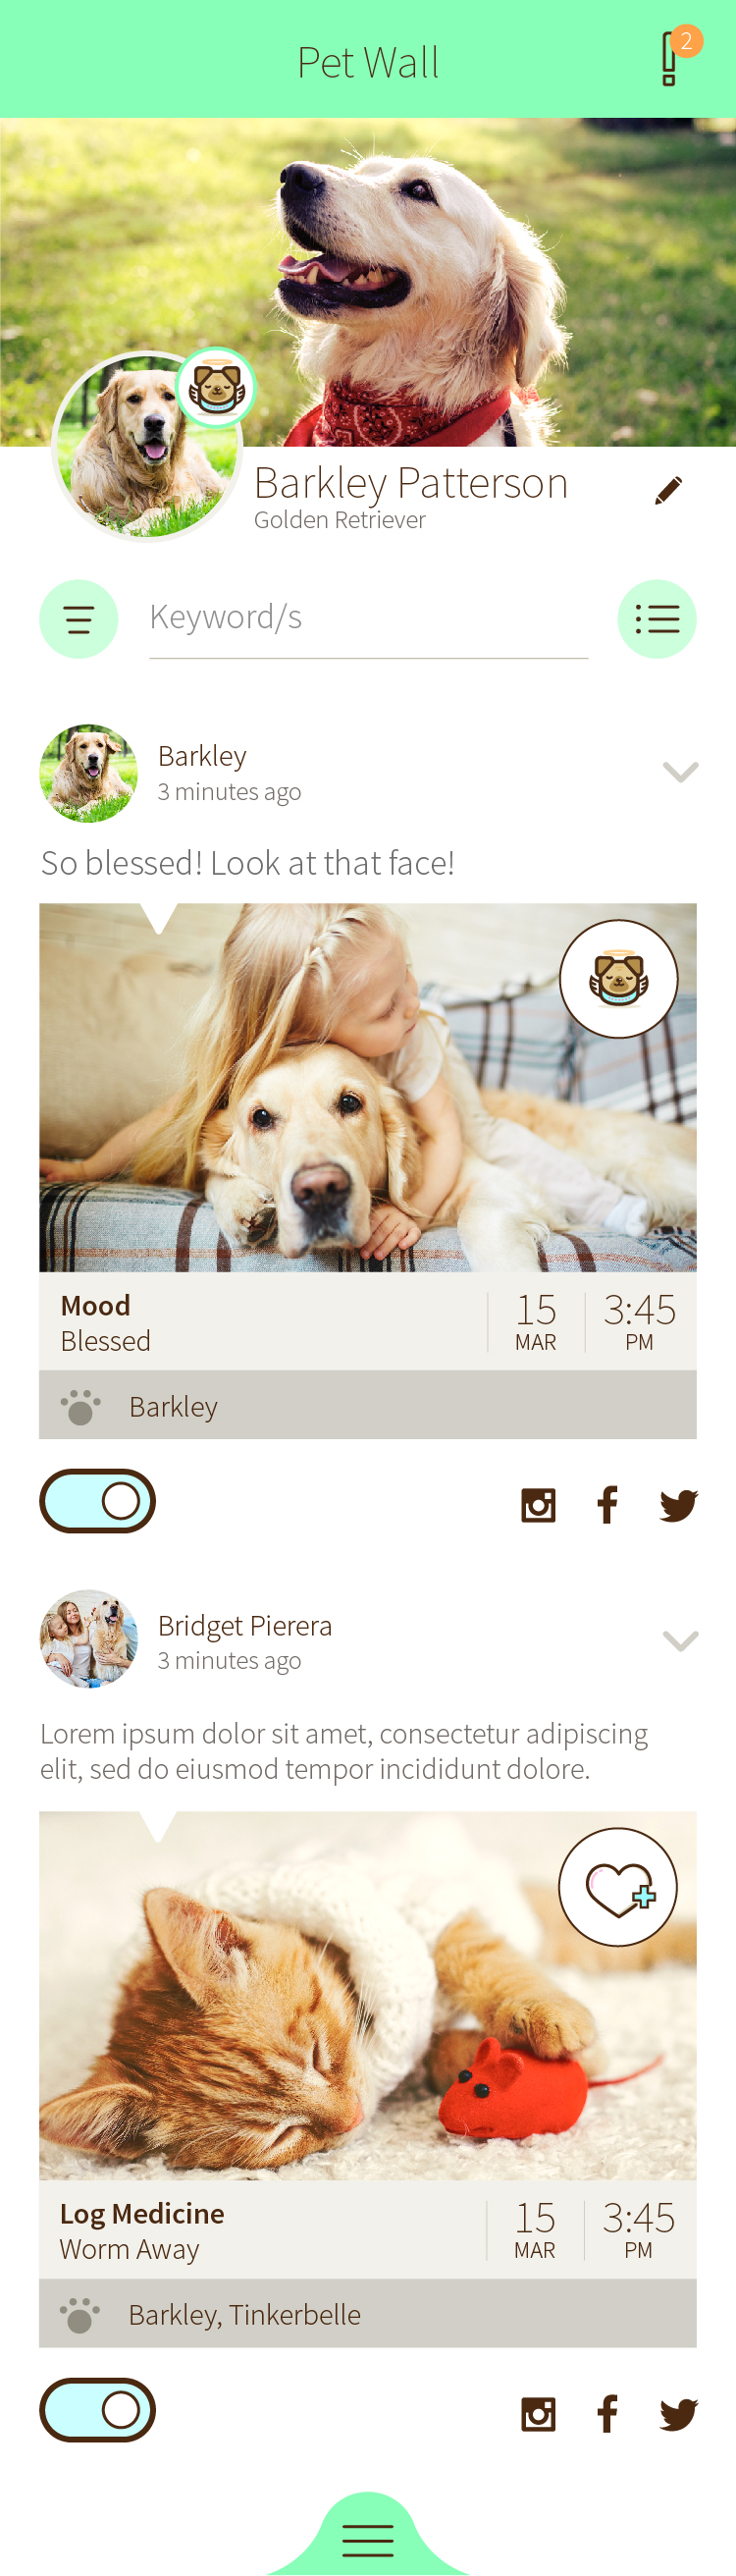 Pet Wall
2
Barkley Patterson
Golden Retriever
Keyword/s
Barkley
3 minutes ago
So blessed! Look at that face!
Mood
Blessed
15
MAR
3:45
PM
Barkley
Bridget Pierera
3 minutes ago
Lorem ipsum dolor sit amet, consectetur adipiscing
elit, sed do eiusmod tempor incididunt dolore.
Log Medicine
Worm Away
15
MAR
3:45
PM
Barkley, Tinkerbelle